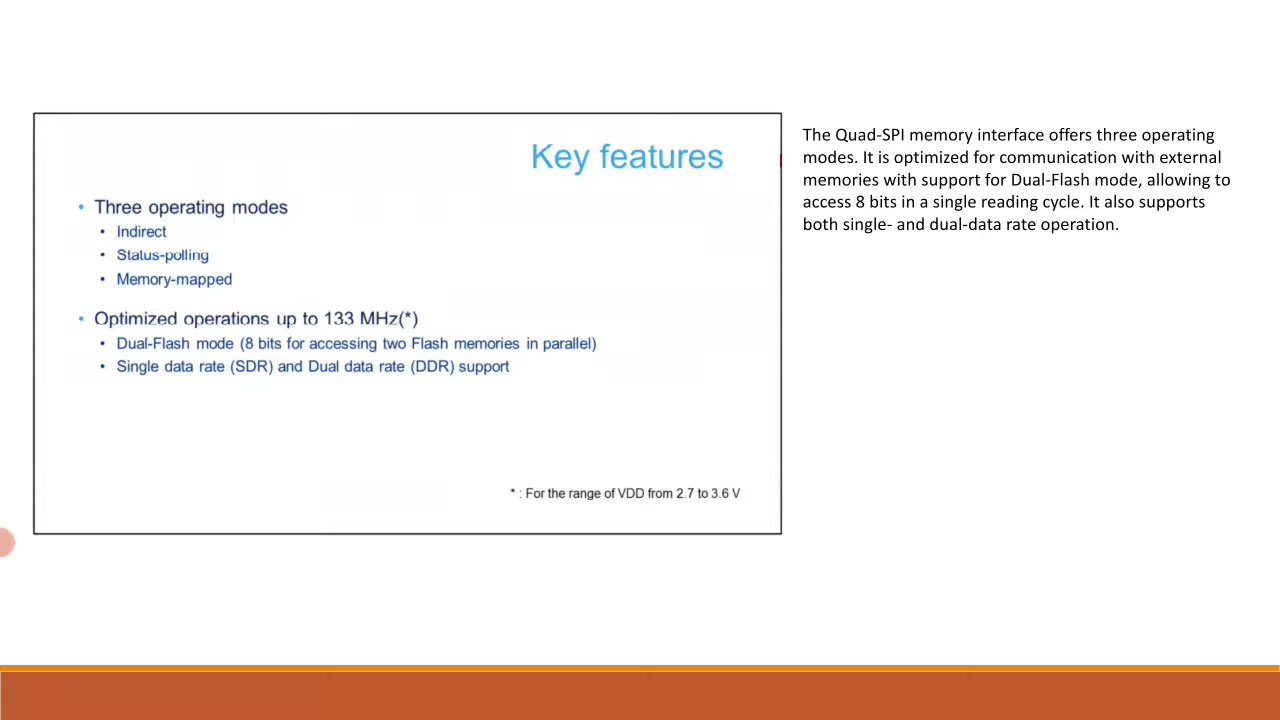 Key features
• Three operating modes
• Indirect
• Status-polling
• Memory-mapped
• Optimized operations up to 133 MHz(*)
• Dual-Flash mode (8 bits for accessing two Flash memories in parallel)
• Single data rate (SDR) and Dual data rate (DDR) support
* : For the range of VDD from 2.7 to 3.6 V
The Quad-SPI memory interface offers three operating
modes. It is optimized for communication with external
memories with support for Dual-Flash mode, allowing to
access 8 bits in a single reading cycle. It also supports
both single- and dual-data rate operation.